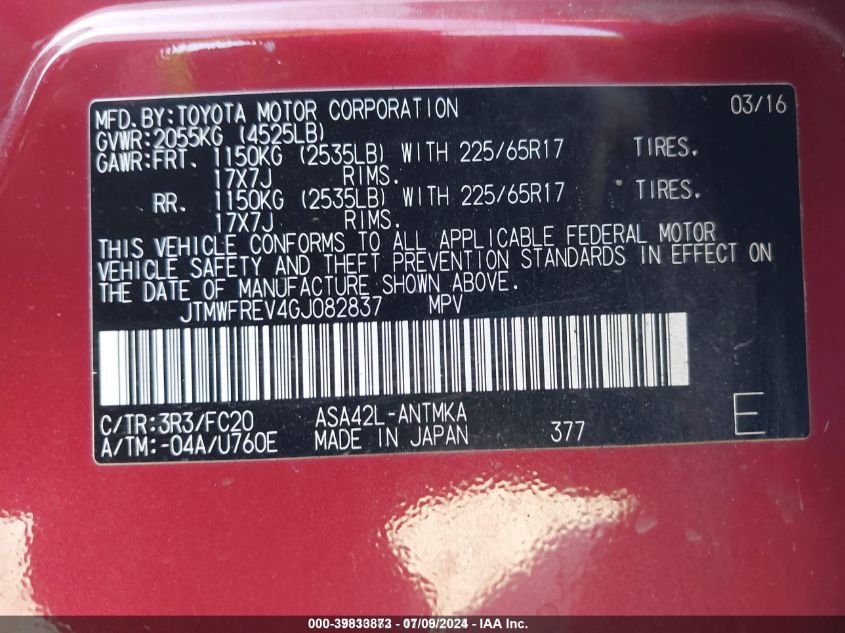 MFD.BY:TOYOTA MOTOR CORPORATION 03/16
GVWR:2055KG (4525LB)
GAWR:FRT. 1150KG (2535LB) WITH 225/65R17 TIRES.
17X7J RIMS.
RR. 1150KG (2535LB) WITH 225/65R17 TIRES.
17X7J RIMS.
THIS VEHICLE CONFORMS TO ALL APPLICABLE FEDERAL MOTOR
VEHICLE SAFETY AND THEFT PREVENTION STANDARDS IN EFFECT ON
THE DATE OF MANUFACTURE SHOWN ABOVE.
JTMWFREV4GJ082837 MPV
C/TR:3R3/FC20 ASA42L-ANTMKA
A/TM:-04A/U760E MADE IN JAPAN 377 E
000-39833873 - 07/09/2024 - IAA Inc.